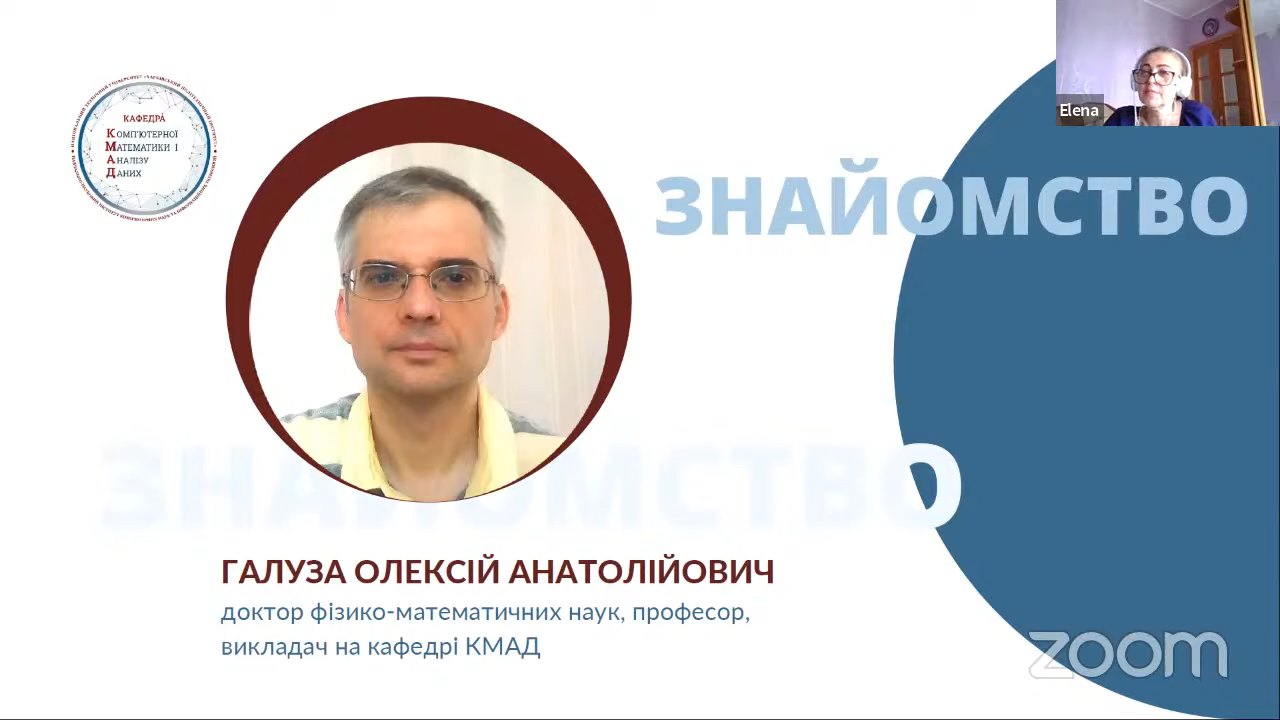 КАФЕДРА
КОМП'ЮТЕРНОЇ
МАТЕМАТИКИ І
АНАЛІЗУ
ДАНИХ
Elena
ЗНАЙОМСТВО
ЗНАЙОМСТВО
ГАЛУЗА ОЛЕКСІЙ АНАТОЛІЙОВИЧ
доктор фізико-математичних наук, професор,
викладач на кафедрі КМАД
zoom